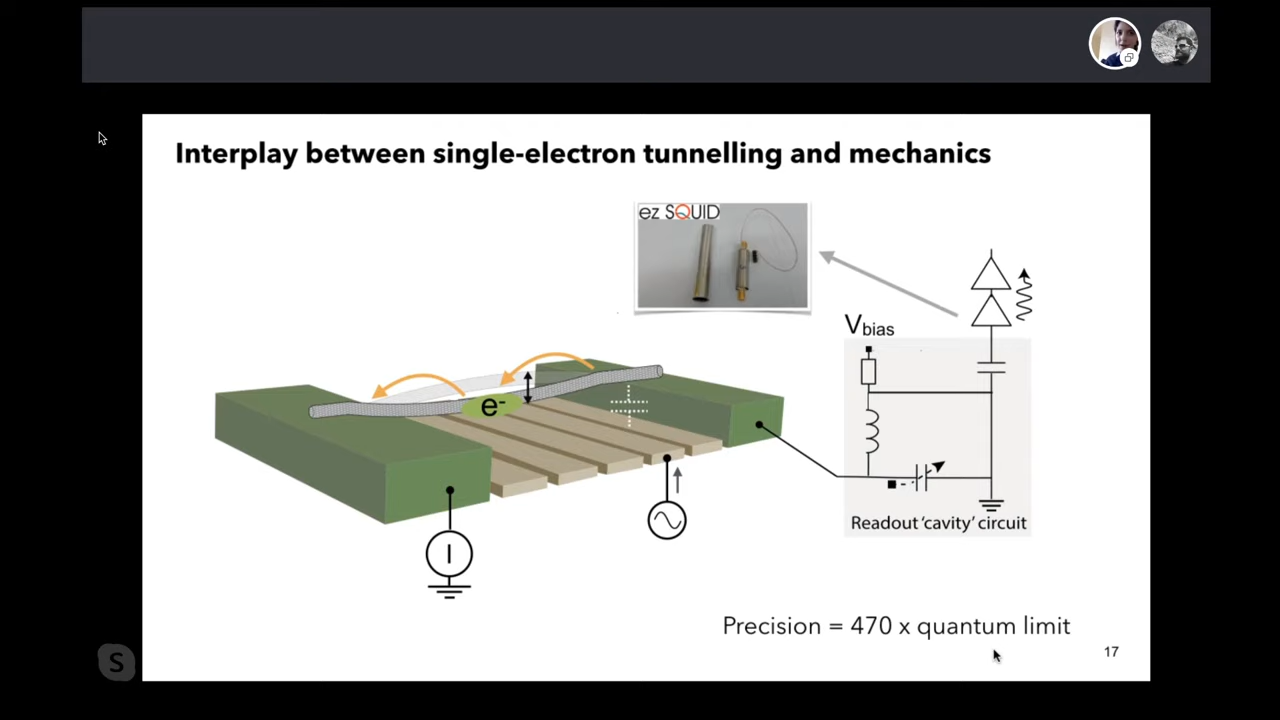 Interplay between single-electron tunnelling and mechanics
ez SQUID
Vbias
e-
I
Readout 'cavity' circuit
Precision = 470 x quantum limit
17
S